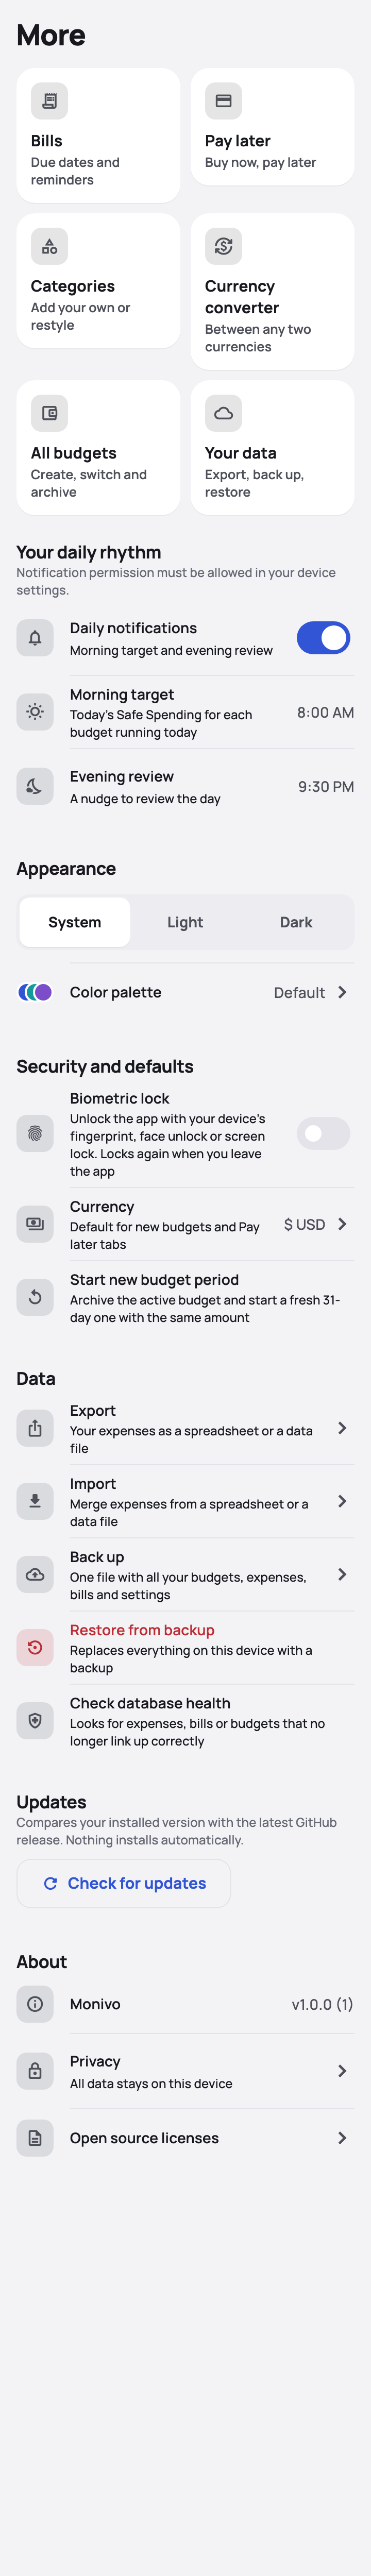 More
Bills
Due dates and
reminders
Pay later
Buy now, pay later
Categories
Add your own or
restyle
Currency
converter
Between any two
currencies
All budgets
Create, switch and
archive
Your data
Export, back up,
restore
Your daily rhythm
Notification permission must be allowed in your device
settings.
Daily notifications
Morning target and evening review
Morning target
Today's Safe Spending for each
budget running today
8:00 AM
Evening review
A nudge to review the day
9:30 PM
Appearance
System
Light
Dark
Color palette
Default
Security and defaults
Biometric lock
Unlock the app with your device's
fingerprint, face unlock or screen
lock. Locks again when you leave
the app
Currency
Default for new budgets and Pay
later tabs
$ USD
Start new budget period
Archive the active budget and start a fresh 31-
day one with the same amount
Data
Export
Your expenses as a spreadsheet or a data
file
Import
Merge expenses from a spreadsheet or a
data file
Back up
One file with all your budgets, expenses,
bills and settings
Restore from backup
Replaces everything on this device with a
backup
Check database health
Looks for expenses, bills or budgets that no
longer link up correctly
Updates
Compares your installed version with the latest GitHub
release. Nothing installs automatically.
Check for updates
About
Monivo
v1.0.0 (1)
Privacy
All data stays on this device
Open source licenses